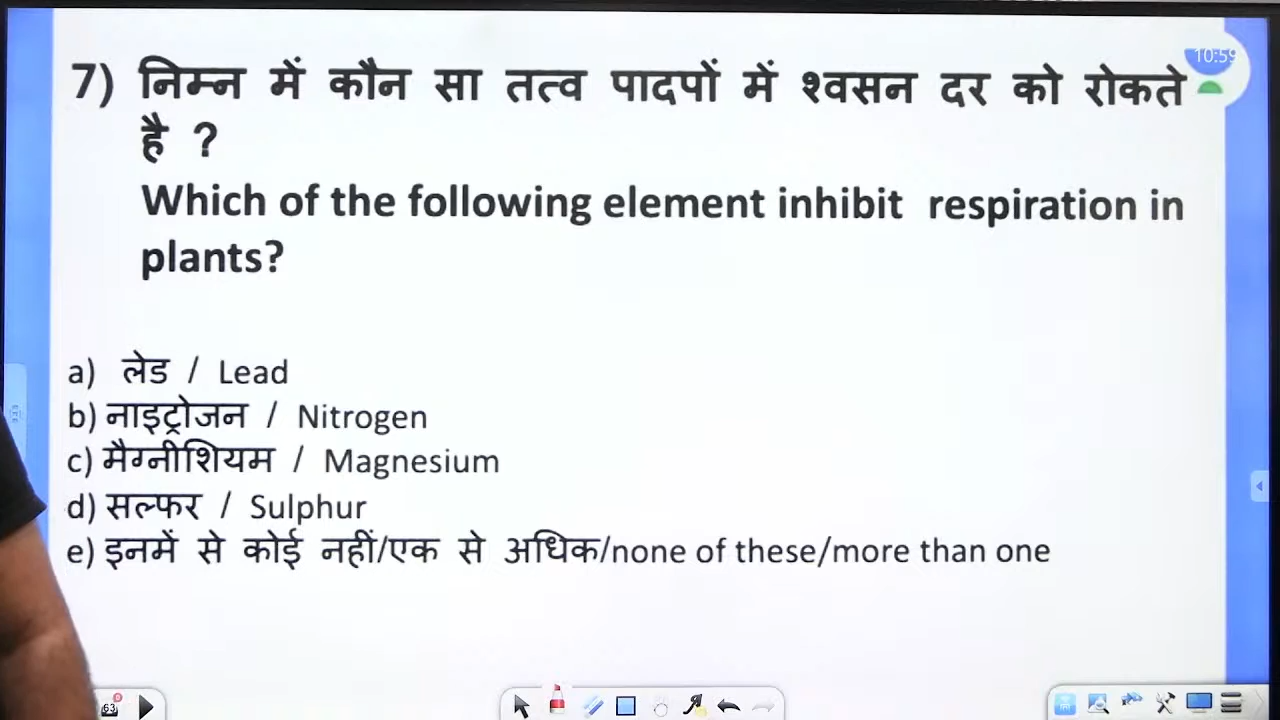 10:59
7) निम्न में कौन सा तत्व पादपों में श्वसन दर को रोकते
है ?
Which of the following element inhibit respiration in
plants?
a) लेड / Lead
b) नाइट्रोजन / Nitrogen
c) मैग्नीशियम / Magnesium
d) सल्फर / Sulphur
e) इनमें से कोई नहीं/एक से अधिक/none of these/more than one
63